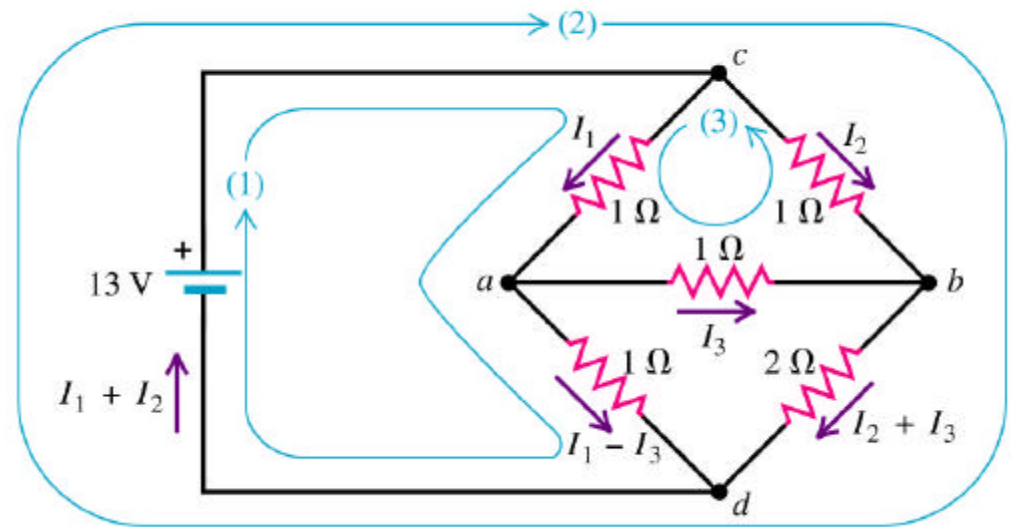 (2)
c
I₁
(3)
I₂
(1)
1 Ω
1 Ω
+
1 Ω
13 V
a
b
I₃
1 Ω
2 Ω
I₁ + I₂
I₁ − I₃
I₂ + I₃
d